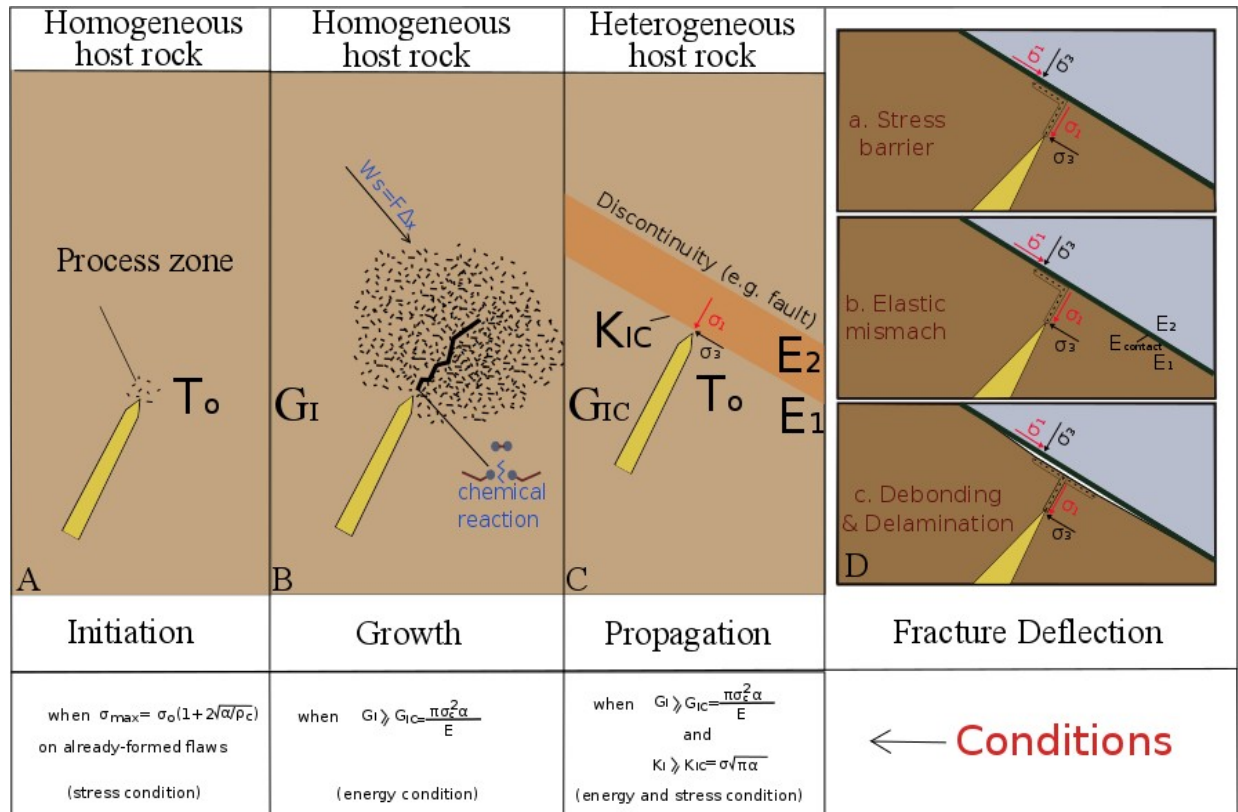 Homogeneous
host rock
Homogeneous
host rock
Heterogeneous
host rock
Process zone
To
A
Ws=FΔx
GI
chemical
reaction
B
Discontinuity (e.g. fault)
KIC
σ1
σ3
E2
GIC
To
E1
C
σ1
σ3
a. Stress
barrier
σ1
σ3
σ1
σ3
b. Elastic
mismach
σ1
σ3
E2
E contact
E1
σ1
σ3
c. Debonding
& Delamination
σ1
σ3
D
Initiation
Growth
Propagation
Fracture Deflection
when σmax= σo(1+2√α/ρc)
on already-formed flaws
(stress condition)
when GI ⩾ GIC=πσc²α/E
(energy condition)
when GI ⩾ GIC=πσc²α/E
and
KI ⩾ KIC=σ√πα
(energy and stress condition)
← Conditions